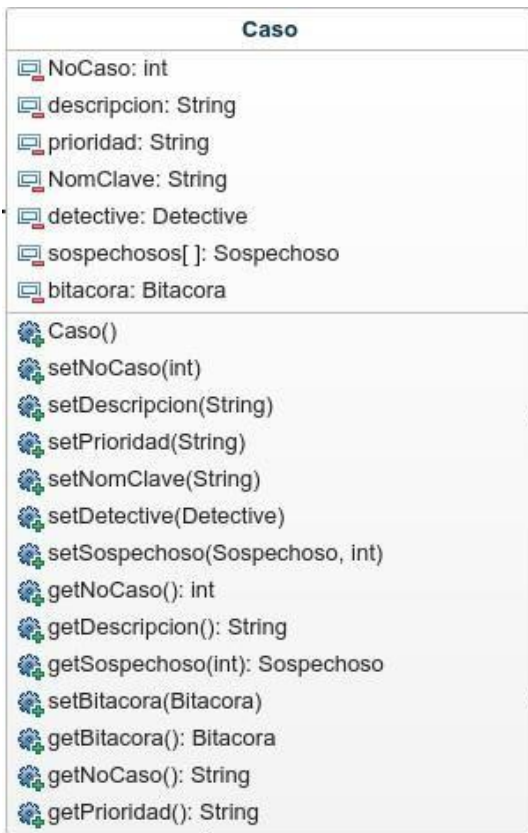 Caso
NoCaso: int
descripcion: String
prioridad: String
NomClave: String
detective: Detective
sospechosos[ ]: Sospechoso
bitacora: Bitacora
Caso()
setNoCaso(int)
setDescripcion(String)
setPrioridad(String)
setNomClave(String)
setDetective(Detective)
setSospechoso(Sospechoso, int)
getNoCaso(): int
getDescripcion(): String
getSospechoso(int): Sospechoso
setBitacora(Bitacora)
getBitacora(): Bitacora
getNoCaso(): String
getPrioridad(): String